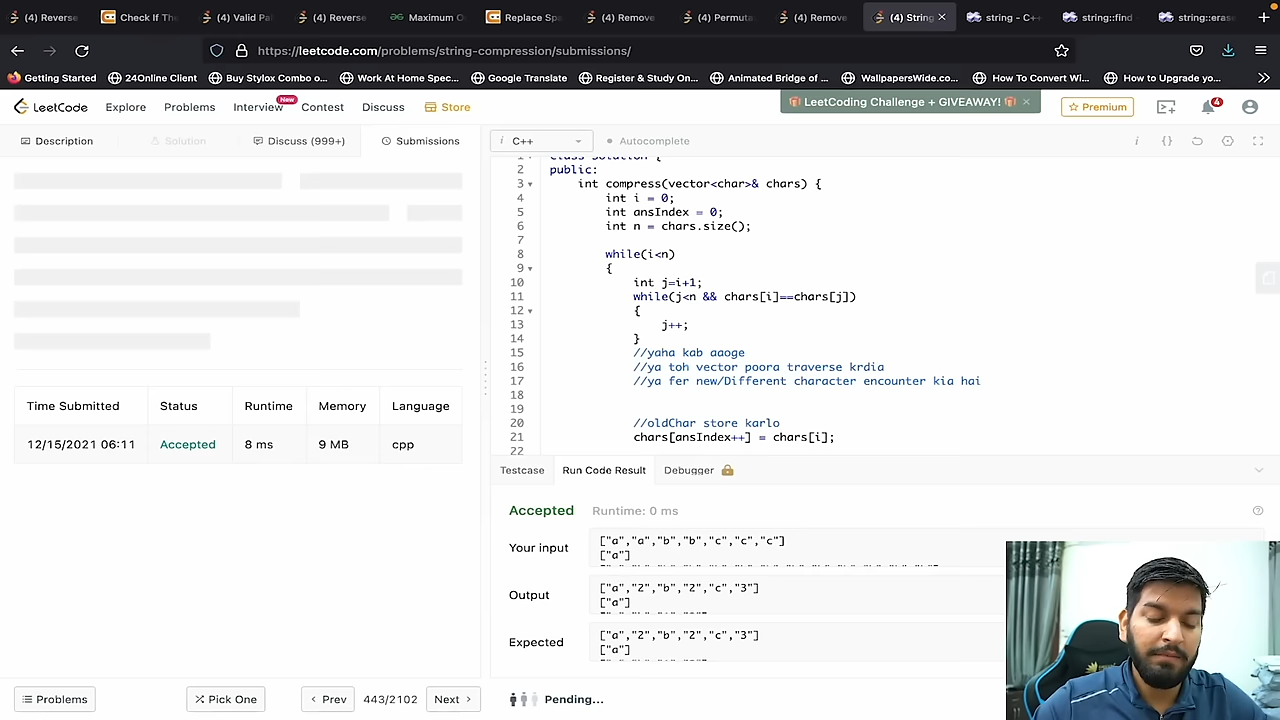 (4) Reverse
Check If The
(4) Valid Pal
(4) Reverse
Maximum O
Replace Spa
(4) Remove
(4) Permuta
(4) Remove
(4) String
string - C++
string::find
string::erase
https://leetcode.com/problems/string-compression/submissions/
Getting Started
24Online Client
Buy Stylox Combo o...
Work At Home Spe...
Google Translate
Register & Study On...
Animated Bridge of ...
WallpapersWide.co...
How To Convert Wi...
How to Upgrade yo...
LeetCode
Explore
Problems
Interview
New
Contest
Discuss
Store
LeetCoding Challenge + GIVEAWAY!
Premium
4
Description
Solution
Discuss (999+)
Submissions
i C++
Autocomplete
Time Submitted Status Runtime Memory Language
12/15/2021 06:11 Accepted 8 ms 9 MB cpp
1 class Solution {
2 public:
3 int compress(vector<char>& chars) {
4 int i = 0;
5 int ansIndex = 0;
6 int n = chars.size();
7
8 while(i<n)
9 {
10 int j=i+1;
11 while(j<n && chars[i]==chars[j])
12 {
13 j++;
14 }
15 //yaha kab aaoge
16 //ya toh vector poora traverse krdia
17 //ya fer new/Different character encounter kia hai
18
19
20 //oldChar store karlo
21 chars[ansIndex++] = chars[i];
22
Testcase
Run Code Result
Debugger
Accepted Runtime: 0 ms
Your input
["a","a","b","b","c","c","c"]
["a"]
Output
["a","2","b","2","c","3"]
["a"]
Expected
["a","2","b","2","c","3"]
["a"]
Problems
Pick One
Prev
443/2102
Next
Pending...